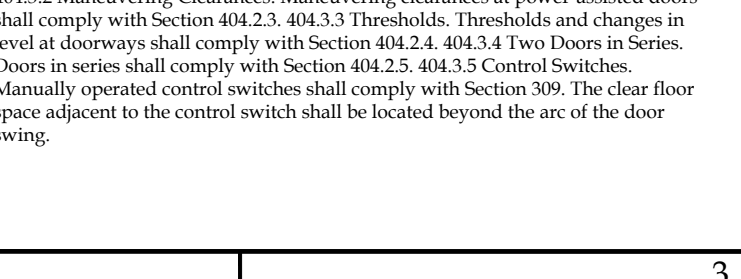 404.3.2 Maneuvering Clearances. Maneuvering clearances at power-assisted doors
shall comply with Section 404.2.3. 404.3.3 Thresholds. Thresholds and changes in
level at doorways shall comply with Section 404.2.4. 404.3.4 Two Doors in Series.
Doors in series shall comply with Section 404.2.5. 404.3.5 Control Switches.
Manually operated control switches shall comply with Section 309. The clear floor
space adjacent to the control switch shall be located beyond the arc of the door
swing.
3